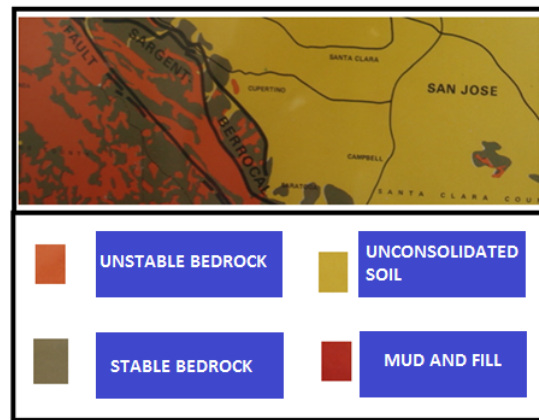 FAULT
SARGENT
BERROCAL
SANTA CLARA
CUPERTINO
SAN JOSE
CAMPBELL
SARATOGA
SANTA CLARA COU
UNSTABLE BEDROCK
UNCONSOLIDATED
SOIL
STABLE BEDROCK
MUD AND FILL